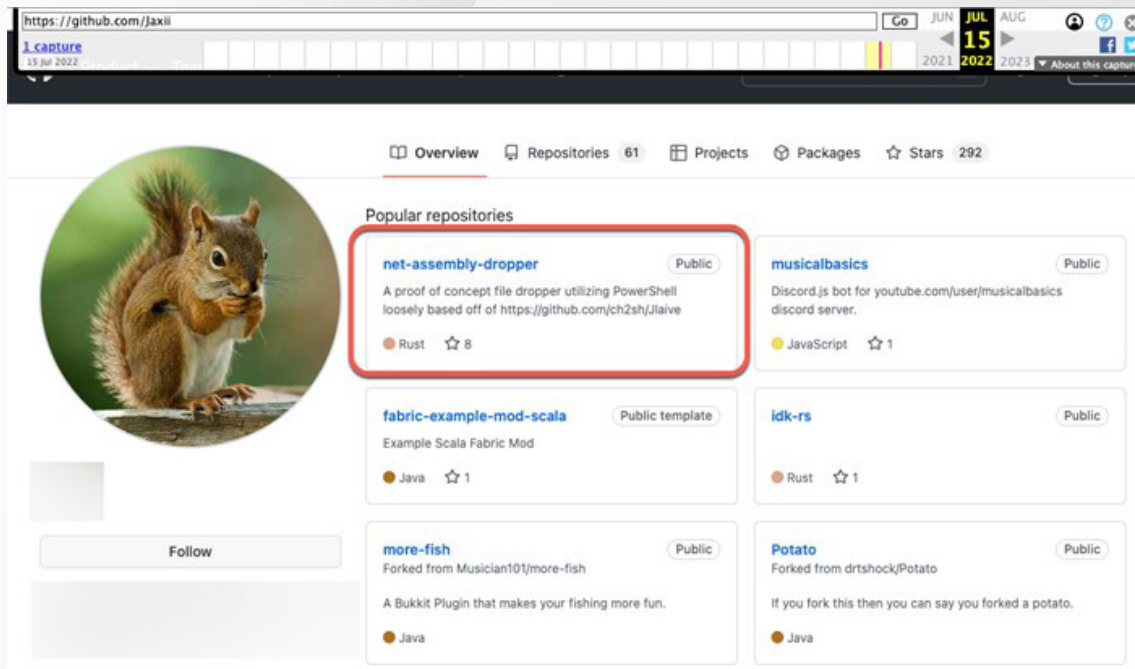 https://github.com/Jaxii
Go
JUN
JUL
AUG
1 capture
15 Jul 2022
15
2021
2022
2023
▼ About this capture
Overview
Repositories 61
Projects
Packages
Stars 292
Popular repositories
net-assembly-dropper
Public
A proof of concept file dropper utilizing PowerShell
loosely based off of https://github.com/ch2sh/Jlaive
Rust 8
musicalbasics
Public
Discord.js bot for youtube.com/user/musicalbasics
discord server.
JavaScript 1
fabric-example-mod-scala
Public template
Example Scala Fabric Mod
Java 1
idk-rs
Public
Rust 1
Follow
more-fish
Public
Forked from Musician101/more-fish
A Bukkit Plugin that makes your fishing more fun.
Java
Potato
Public
Forked from drtshock/Potato
If you fork this then you can say you forked a potato.
Java